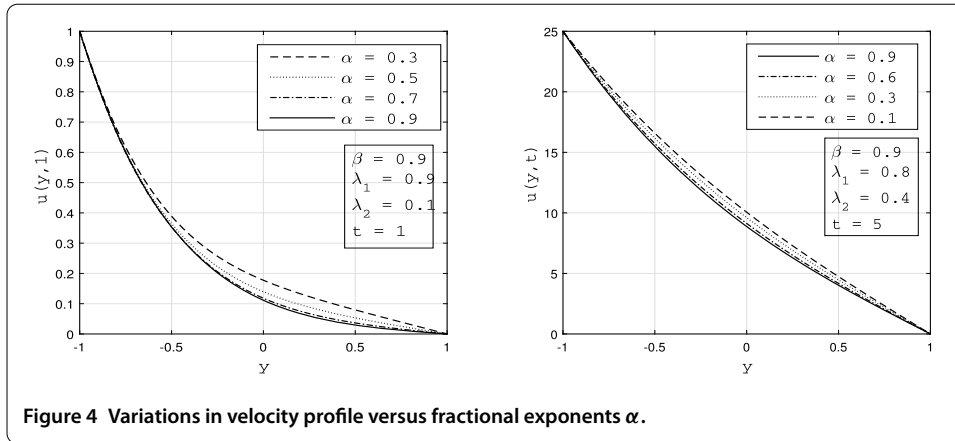 1
0.9
0.8
0.7
0.6
0.5
0.4
0.3
0.2
0.1
0
-1
-0.5
0
0.5
1
u(y,1)
y
α = 0.3
α = 0.5
α = 0.7
α = 0.9
β = 0.9
λ₁ = 0.9
λ₂ = 0.1
t = 1
25
20
15
10
5
0
-1
-0.5
0
0.5
1
u(y,t)
y
α = 0.9
α = 0.6
α = 0.3
α = 0.1
β = 0.9
λ₁ = 0.8
λ₂ = 0.4
t = 5
Figure 4 Variations in velocity profile versus fractional exponents α.